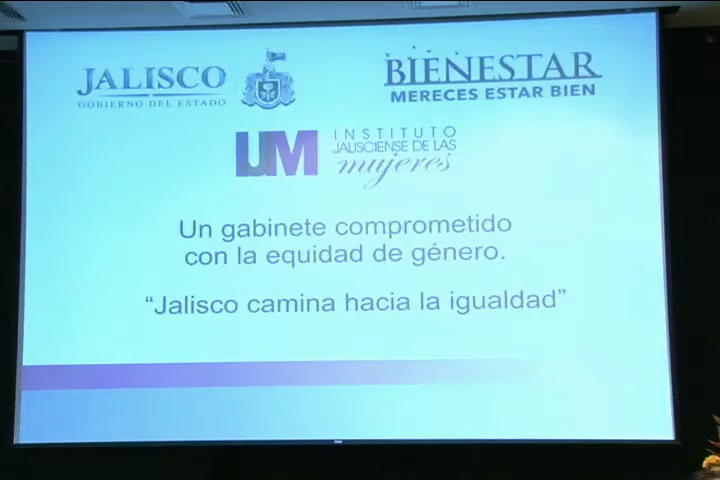 JALISCO
GOBIERNO DEL ESTADO
BIENESTAR
MERECES ESTAR BIEN
IJM
INSTITUTO
JALISCIENSE DE LAS
mujeres
Un gabinete comprometido
con la equidad de género.
“Jalisco camina hacia la igualdad”